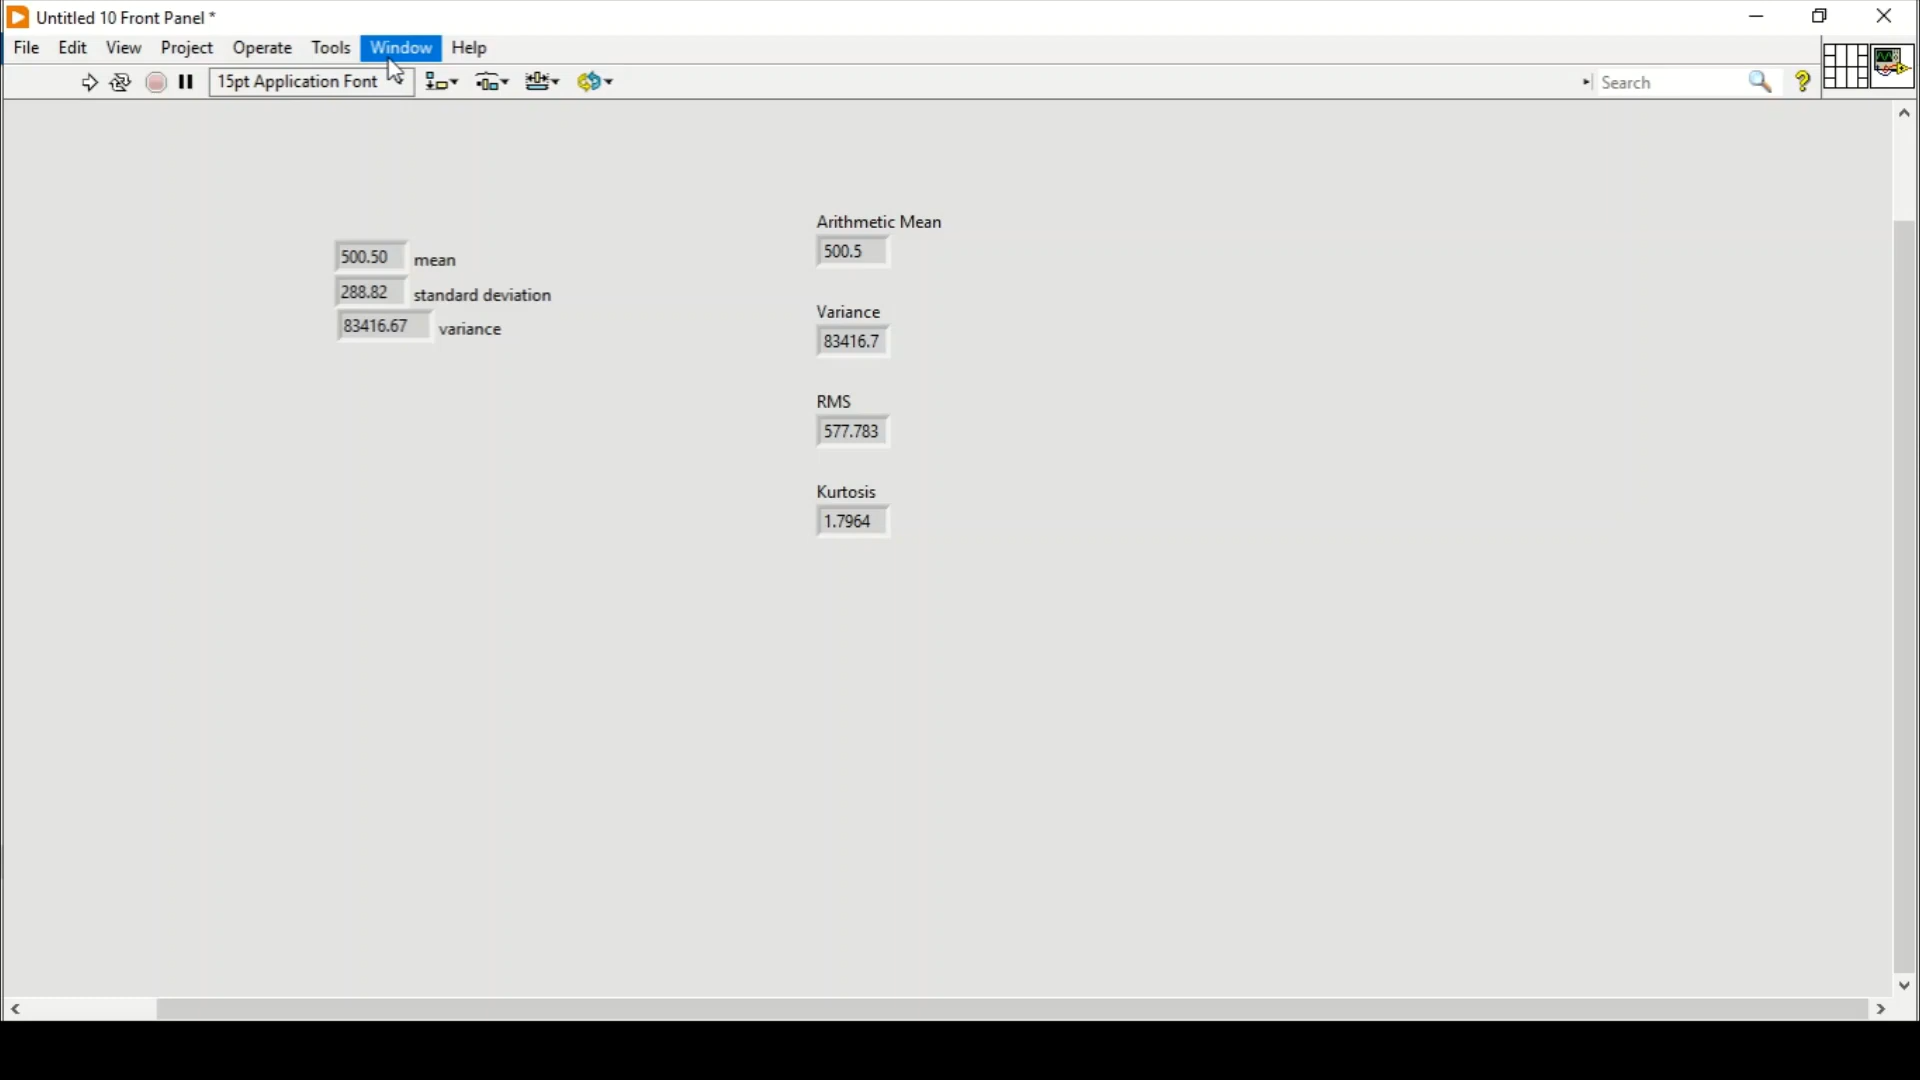 Untitled 10 Front Panel *
File Edit View Project Operate Tools Window Help
15pt Application Font
Search
?
500.50 mean
288.82 standard deviation
83416.67 variance
Arithmetic Mean
500.5
Variance
83416.7
RMS
577.783
Kurtosis
1.7964